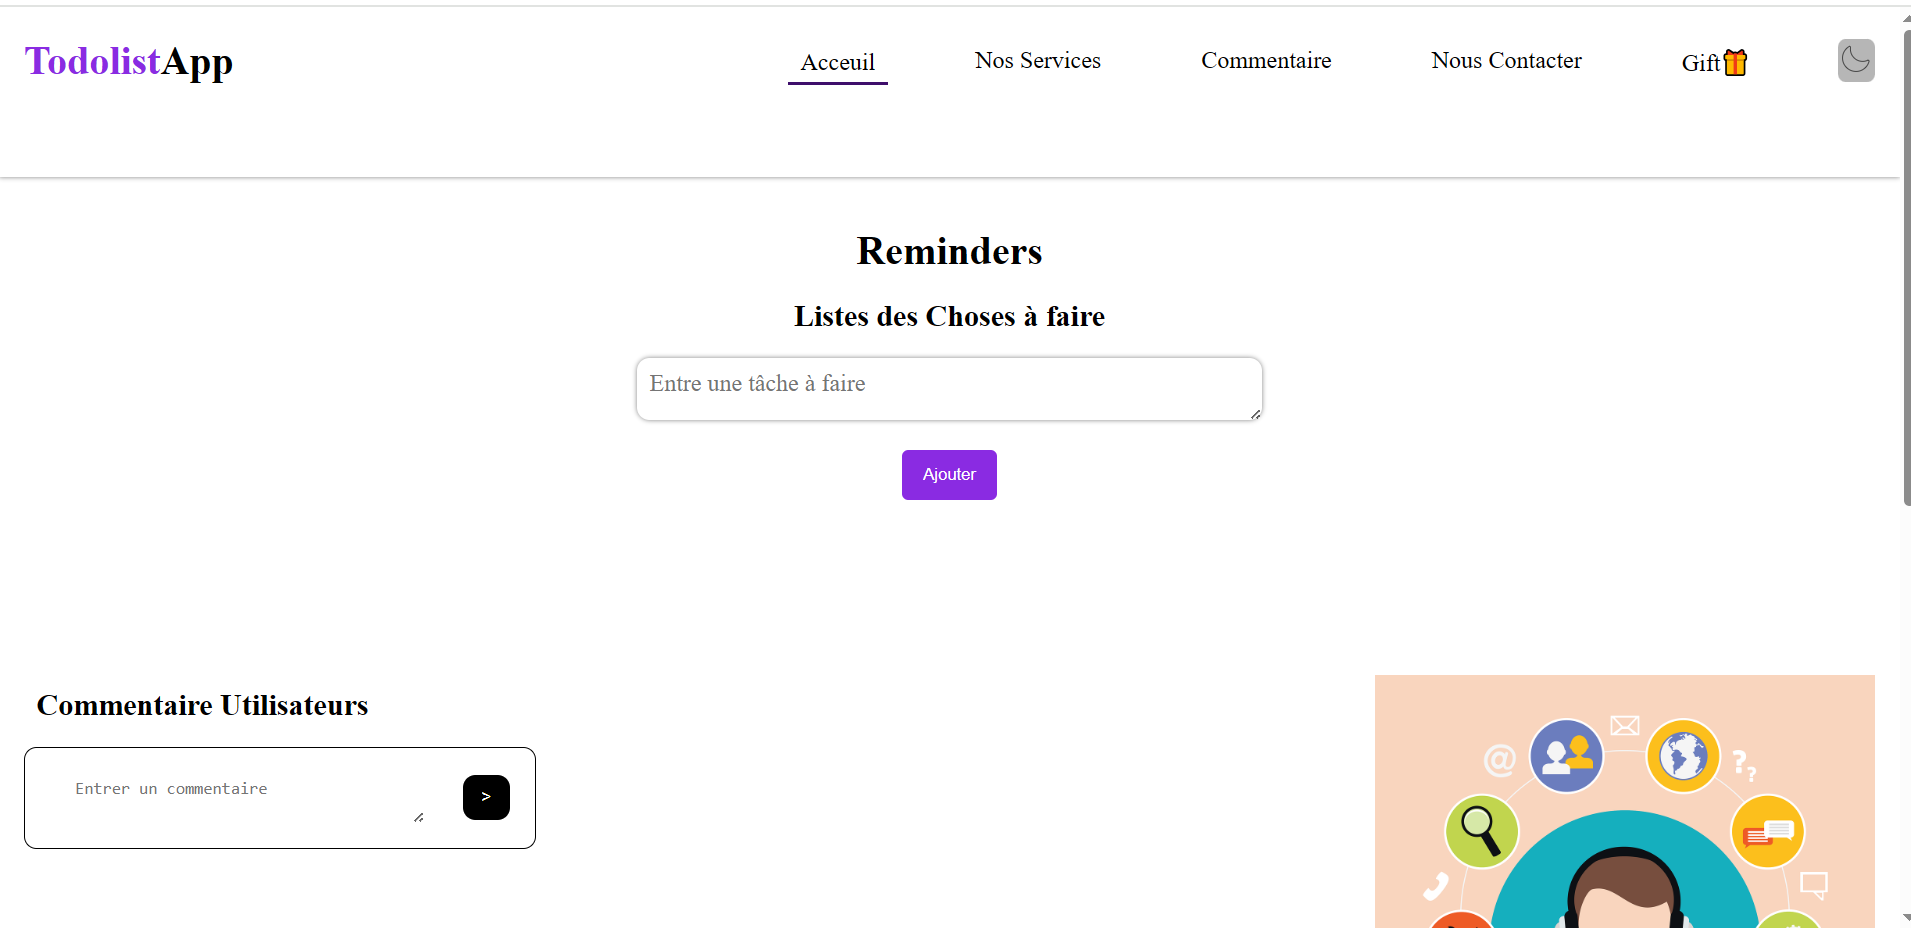 TodolistApp
Acceuil
Nos Services
Commentaire
Nous Contacter
Gift🎁
Reminders
Listes des Choses à faire
Entre une tâche à faire
Ajouter
Commentaire Utilisateurs
Entrer un commentaire
>
@
? ?